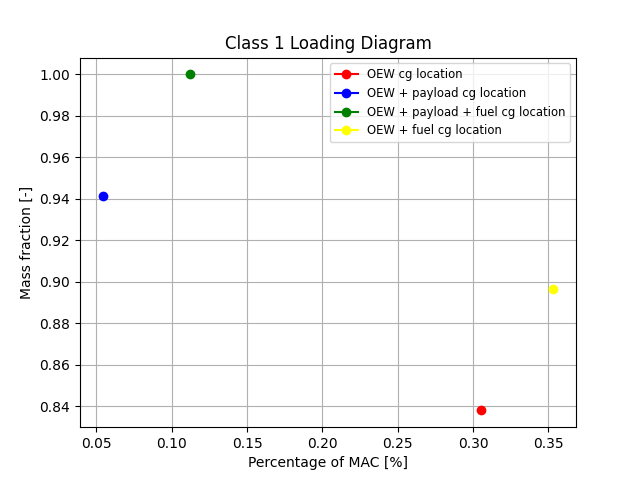 Class 1 Loading Diagram
OEW cg location
OEW + payload cg location
OEW + payload + fuel cg location
OEW + fuel cg location
Mass fraction [-]
1.00
0.98
0.96
0.94
0.92
0.90
0.88
0.86
0.84
0.05 0.10 0.15 0.20 0.25 0.30 0.35
Percentage of MAC [%]